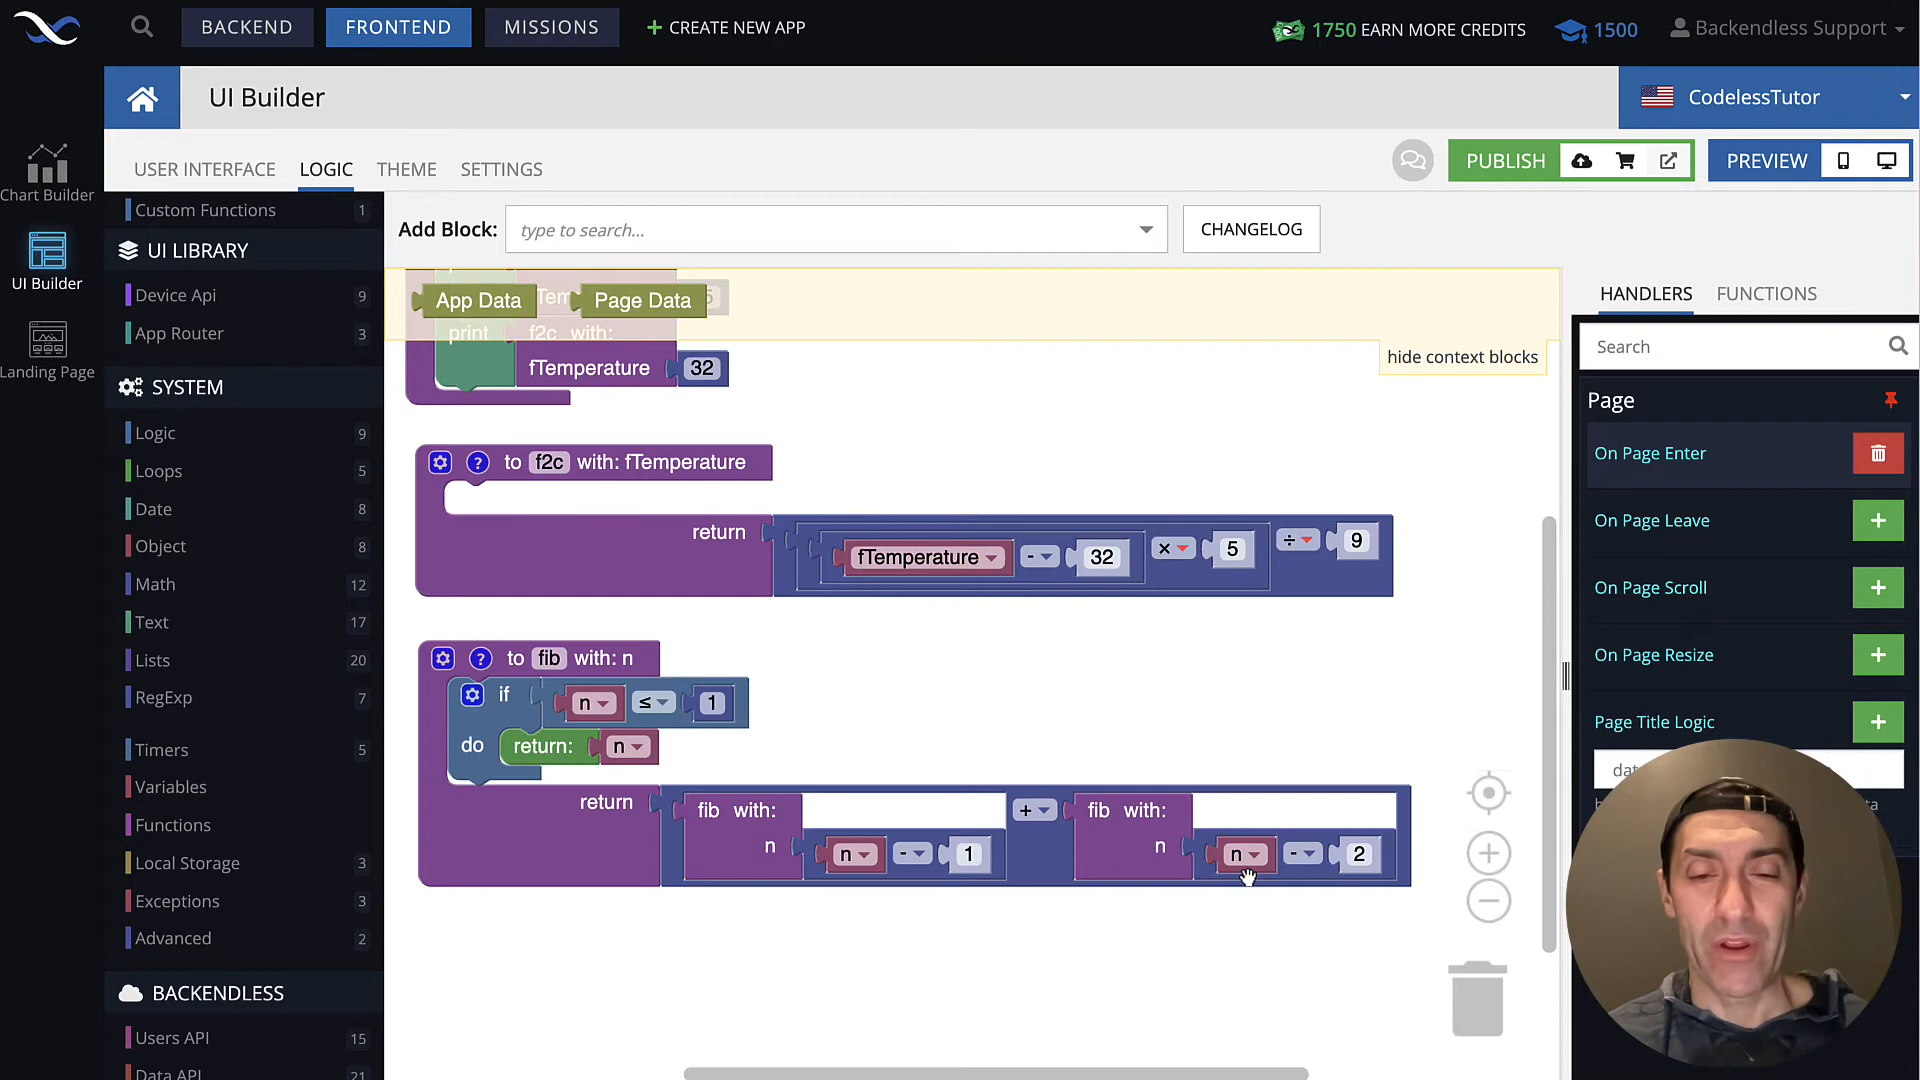 BACKEND
FRONTEND
MISSIONS
+ CREATE NEW APP
1750 EARN MORE CREDITS
1500
Backendless Support
UI Builder
CodelessTutor
USER INTERFACE
LOGIC
THEME
SETTINGS
PUBLISH
PREVIEW
Chart Builder
UI Builder
Landing Page
Custom Functions 1
UI LIBRARY
Device Api 9
App Router 3
SYSTEM
Logic 9
Loops 5
Date 8
Object 8
Math 12
Text 17
Lists 20
RegExp 7
Timers 5
Variables
Functions
Local Storage 3
Exceptions 3
Advanced 2
BACKENDLESS
Users API 15
Data API 21
Add Block: type to search...
CHANGELOG
App Data
Page Data
print f2c with:
fTemperature 32
hide context blocks
? to f2c with: fTemperature
return fTemperature - 32 × 5 ÷ 9
? to fib with: n
if n ≤ 1
do return: n
return fib with: + fib with:
n n - 1 n n - 2
HANDLERS
FUNCTIONS
Search
Page
On Page Enter
On Page Leave +
On Page Scroll +
On Page Resize +
Page Title Logic +